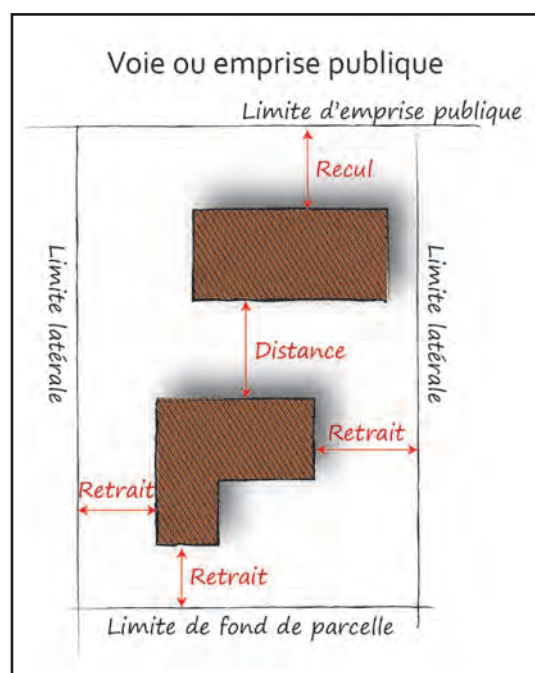 Voie ou emprise publique
Limite d'emprise publique
Recul
Limite latérale
Limite latérale
Distance
Retrait
Retrait
Retrait
Limite de fond de parcelle